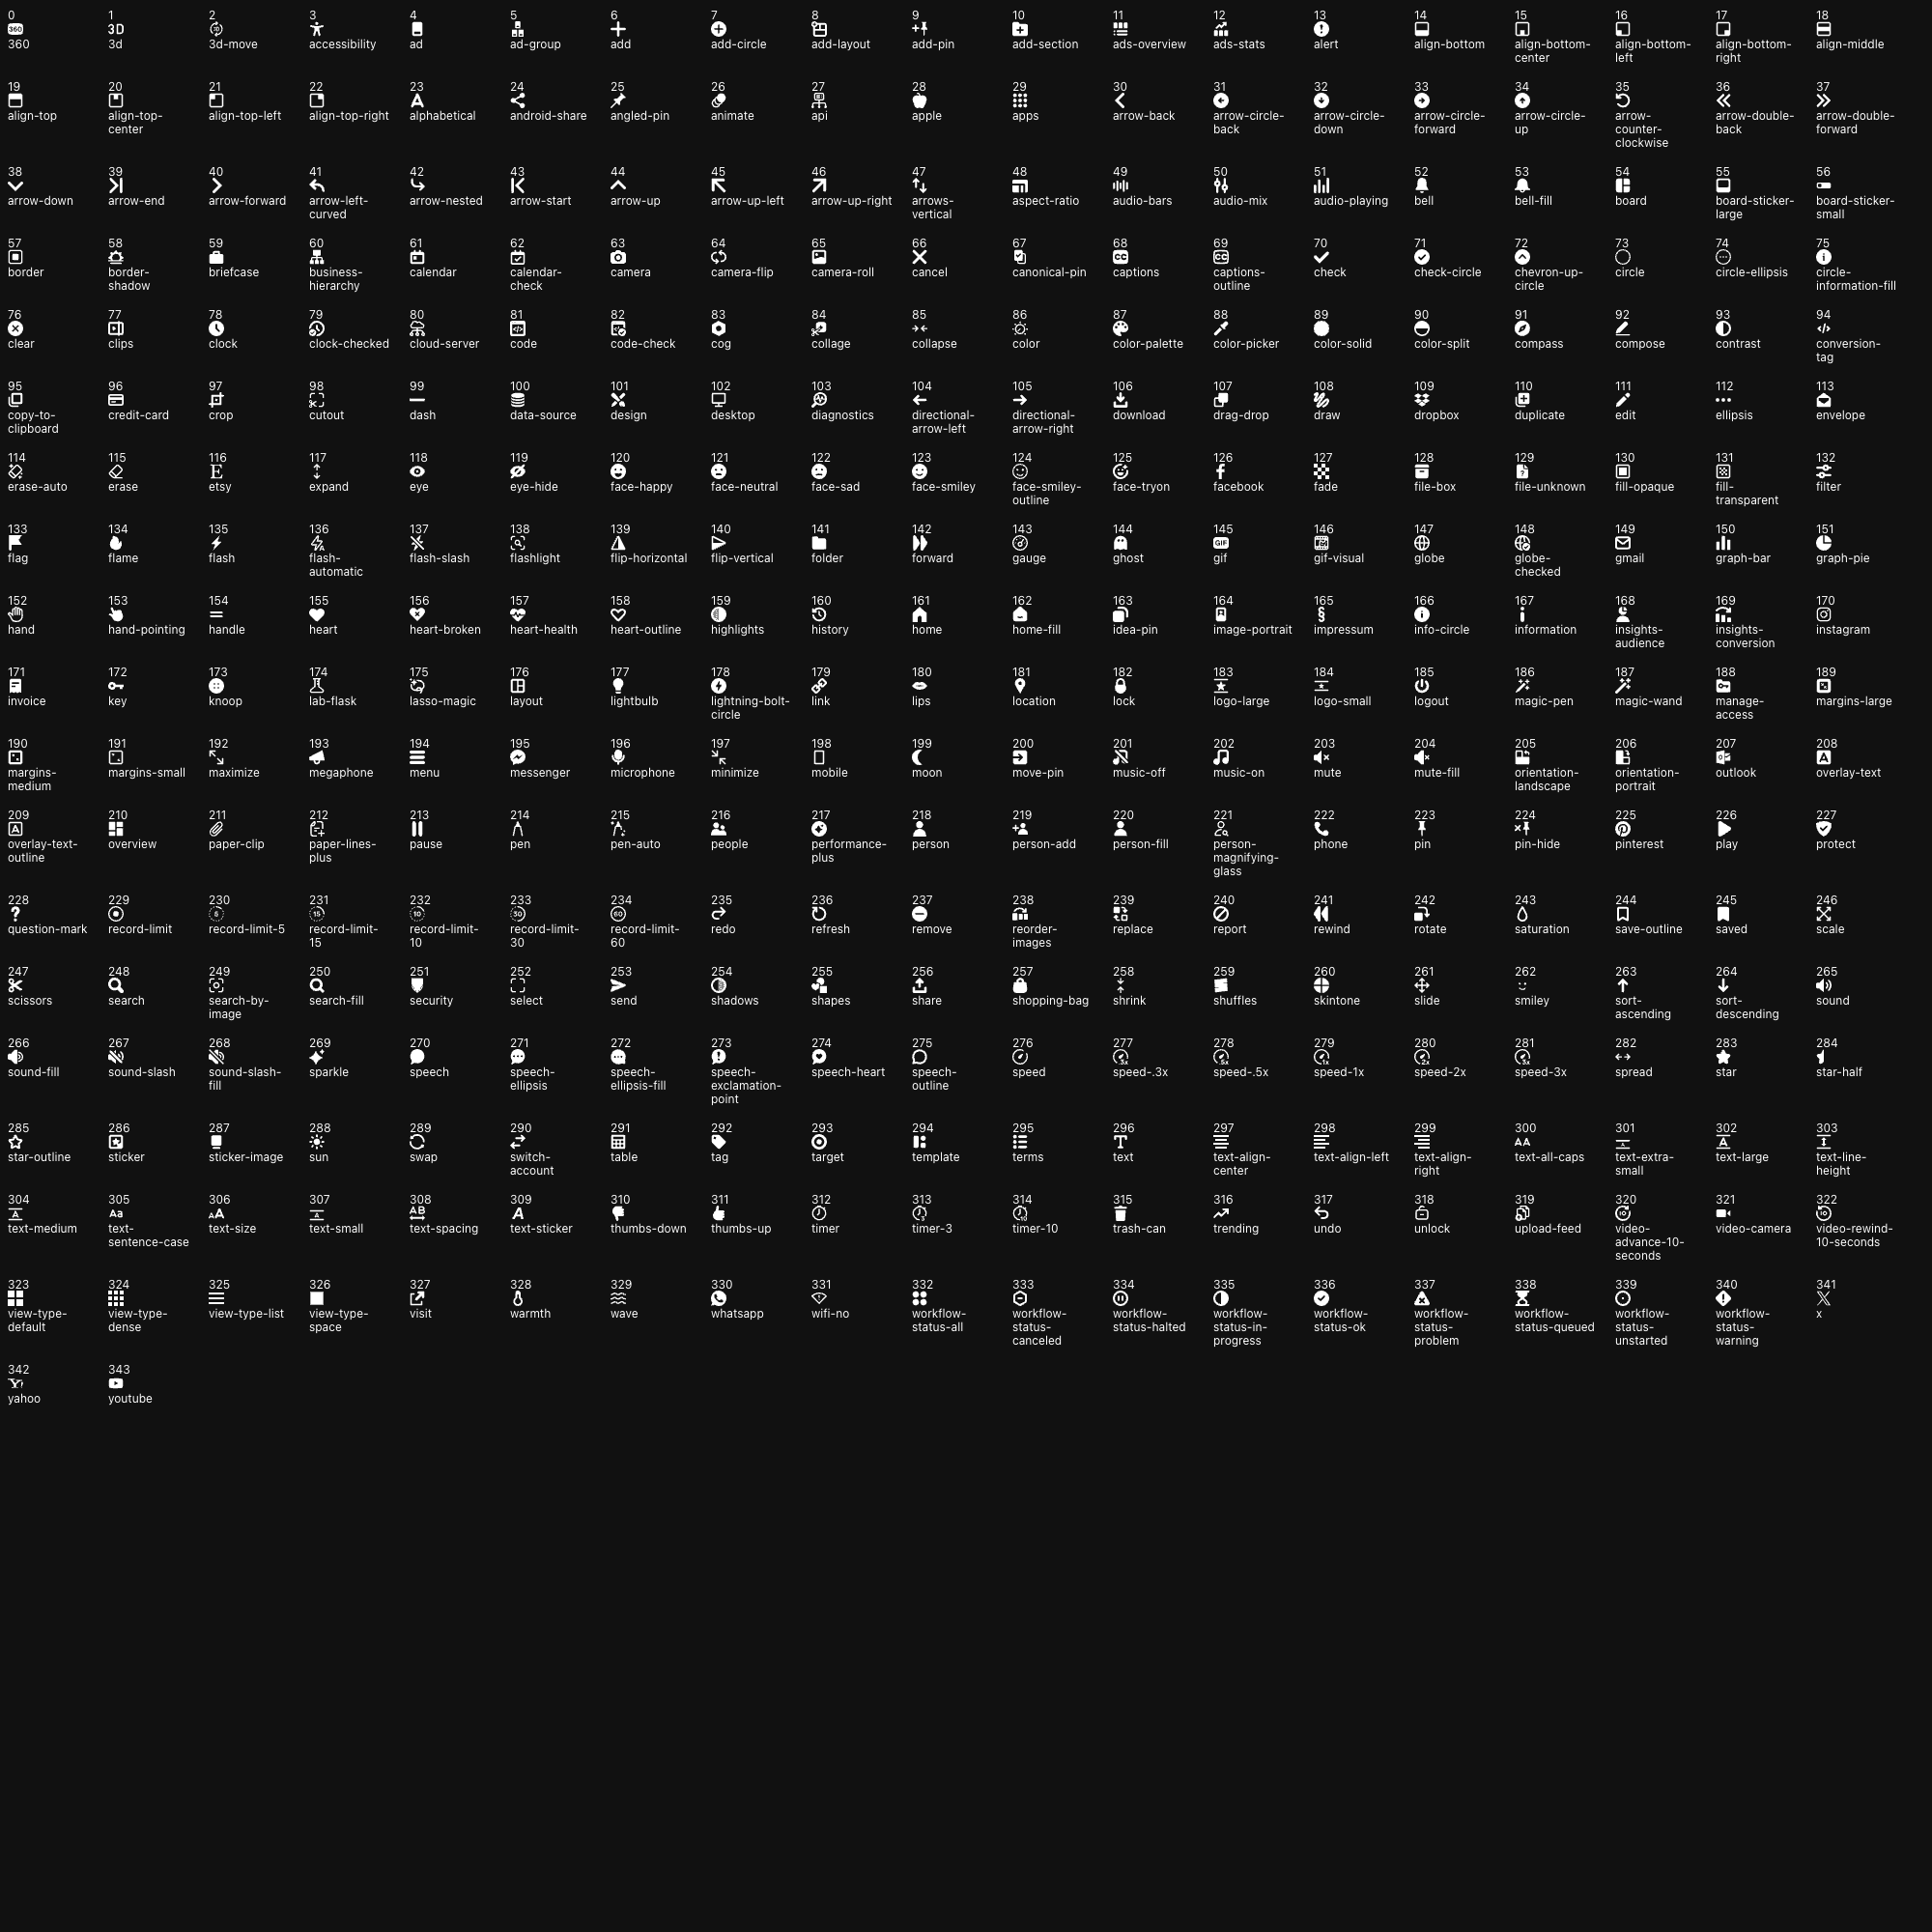 0 1 2 3 4 5 6 7 8 9 10 11 12 13 14 15 16 17 18
360 3d 3d-move accessibility ad ad-group add add-circle add-layout add-pin add-section ads-overview ads-stats alert align-bottom align-bottom- align-bottom- align-bottom- align-middle
center left right
19 20 21 22 23 24 25 26 27 28 29 30 31 32 33 34 35 36 37
align-top align-top- align-top-left align-top-right alphabetical android-share angled-pin animate api apple apps arrow-back arrow-circle- arrow-circle- arrow-circle- arrow-circle- arrow- arrow-double- arrow-double-
center back down forward up counter- back forward
clockwise
38 39 40 41 42 43 44 45 46 47 48 49 50 51 52 53 54 55 56
arrow-down arrow-end arrow-forward arrow-left- arrow-nested arrow-start arrow-up arrow-up-left arrow-up-right arrows- aspect-ratio audio-bars audio-mix audio-playing bell bell-fill board board-sticker- board-sticker-
curved vertical large small
57 58 59 60 61 62 63 64 65 66 67 68 69 70 71 72 73 74 75
border border- briefcase business- calendar calendar- camera camera-flip camera-roll cancel canonical-pin captions captions- check check-circle chevron-up- circle circle-ellipsis circle-
shadow hierarchy check outline circle information-fill
76 77 78 79 80 81 82 83 84 85 86 87 88 89 90 91 92 93 94
clear clips clock clock-checked cloud-server code code-check cog collage collapse color color-palette color-picker color-solid color-split compass compose contrast conversion-
tag
95 96 97 98 99 100 101 102 103 104 105 106 107 108 109 110 111 112 113
copy-to- credit-card crop cutout dash data-source design desktop diagnostics directional- directional- download drag-drop draw dropbox duplicate edit ellipsis envelope
clipboard arrow-left arrow-right
114 115 116 117 118 119 120 121 122 123 124 125 126 127 128 129 130 131 132
erase-auto erase etsy expand eye eye-hide face-happy face-neutral face-sad face-smiley face-smiley- face-tryon facebook fade file-box file-unknown fill-opaque fill- filter
outline transparent
133 134 135 136 137 138 139 140 141 142 143 144 145 146 147 148 149 150 151
flag flame flash flash- flash-slash flashlight flip-horizontal flip-vertical folder forward gauge ghost gif gif-visual globe globe- gmail graph-bar graph-pie
automatic checked
152 153 154 155 156 157 158 159 160 161 162 163 164 165 166 167 168 169 170
hand hand-pointing handle heart heart-broken heart-health heart-outline highlights history home home-fill idea-pin image-portrait impressum info-circle information insights- insights- instagram
audience conversion
171 172 173 174 175 176 177 178 179 180 181 182 183 184 185 186 187 188 189
invoice key knoop lab-flask lasso-magic layout lightbulb lightning-bolt- link lips location lock logo-large logo-small logout magic-pen magic-wand manage- margins-large
circle access
190 191 192 193 194 195 196 197 198 199 200 201 202 203 204 205 206 207 208
margins- margins-small maximize megaphone menu messenger microphone minimize mobile moon move-pin music-off music-on mute mute-fill orientation- orientation- outlook overlay-text
medium landscape portrait
209 210 211 212 213 214 215 216 217 218 219 220 221 222 223 224 225 226 227
overlay-text- overview paper-clip paper-lines- pause pen pen-auto people performance- person person-add person-fill person- phone pin pin-hide pinterest play protect
outline plus plus magnifying-
glass
228 229 230 231 232 233 234 235 236 237 238 239 240 241 242 243 244 245 246
question-mark record-limit record-limit-5 record-limit- record-limit- record-limit- record-limit- redo refresh remove reorder- replace report rewind rotate saturation save-outline saved scale
15 10 30 60 images
247 248 249 250 251 252 253 254 255 256 257 258 259 260 261 262 263 264 265
scissors search search-by- search-fill security select send shadows shapes share shopping-bag shrink shuffles skintone slide smiley sort- sort- sound
image ascending descending
266 267 268 269 270 271 272 273 274 275 276 277 278 279 280 281 282 283 284
sound-fill sound-slash sound-slash- sparkle speech speech- speech- speech- speech-heart speech- speed speed-.3x speed-.5x speed-1x speed-2x speed-3x spread star star-half
fill ellipsis ellipsis-fill exclamation- outline
point
285 286 287 288 289 290 291 292 293 294 295 296 297 298 299 300 301 302 303
star-outline sticker sticker-image sun swap switch- table tag target template terms text text-align- text-align-left text-align- text-all-caps text-extra- text-large text-line-
account center right small height
304 305 306 307 308 309 310 311 312 313 314 315 316 317 318 319 320 321 322
text-medium text- text-size text-small text-spacing text-sticker thumbs-down thumbs-up timer timer-3 timer-10 trash-can trending undo unlock upload-feed video- video-camera video-rewind-
sentence-case advance-10- 10-seconds
seconds
323 324 325 326 327 328 329 330 331 332 333 334 335 336 337 338 339 340 341
view-type- view-type- view-type-list view-type- visit warmth wave whatsapp wifi-no workflow- workflow- workflow- workflow- workflow- workflow- workflow- workflow- workflow- x
default dense space status-all status- status-halted status-in- status-ok status- status-queued status- status-
canceled progress problem unstarted warning
342 343
yahoo youtube